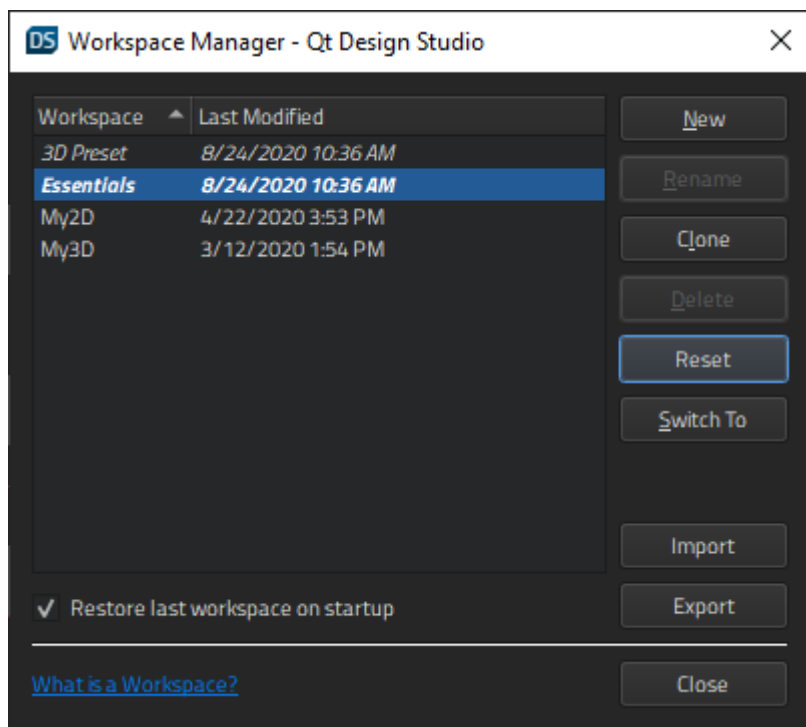 DS Workspace Manager - Qt Design Studio
Workspace Last Modified
3D Preset 8/24/2020 10:36 AM
Essentials 8/24/2020 10:36 AM
My2D 4/22/2020 3:53 PM
My3D 3/12/2020 1:54 PM
New
Rename
Clone
Delete
Reset
Switch To
Import
Export
Restore last workspace on startup
What is a Workspace?
Close